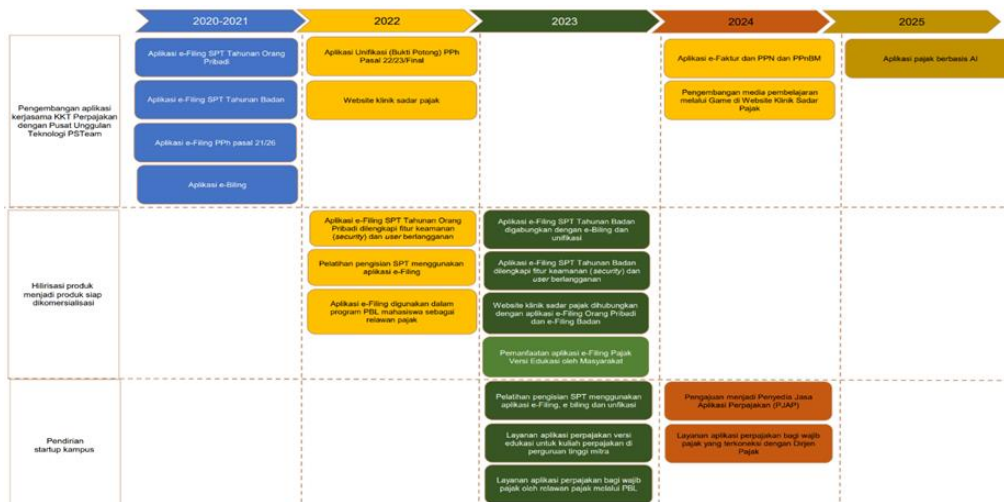 2020-2021
2022
2023
2024
2025
Pengembangan aplikasi
kerjasama KKT Perpajakan
dengan Pusat Unggulan
Teknologi PSTeam
Aplikasi e-Filing SPT Tahunan Orang
Pribadi
Aplikasi e-Filing SPT Tahunan Badan
Aplikasi e-Filing PPh pasal 21/26
Aplikasi e-Biling
Aplikasi Unifikasi (Bukti Potong) PPh
Pasal 22/23/Final
Website klinik sadar pajak
Aplikasi e-Faktur dan PPN dan PPnBM
Pengembangan media pembelajaran
melalui Game di Website Klinik Sadar
Pajak
Aplikasi pajak berbasis AI
Hilirisasi produk
menjadi produk siap
dikomersialisasi
Aplikasi e-Filing SPT Tahunan Orang
Pribadi dilengkapi fitur keamanan
(security) dan user berlangganan
Pelatihan pengisian SPT menggunakan
aplikasi e-Filing
Aplikasi e-Filing digunakan dalam
program PBL mahasiswa sebagai
relawan pajak
Aplikasi e-Filing SPT Tahunan Badan
digabungkan dengan e-Biling dan
unifikasi
Aplikasi e-Filing SPT Tahunan Badan
dilengkapi fitur keamanan (security) dan
user berlangganan
Website klinik sadar pajak dihubungkan
dengan aplikasi e-Filing Orang Pribadi
dan e-Filing Badan
Pemanfaatan aplikasi e-Filing Pajak
Versi Edukasi oleh Masyarakat
Pendirian
startup kampus
Pelatihan pengisian SPT menggunakan
aplikasi e-Filing, e biling dan unfikasi
Layanan aplikasi perpajakan versi
edukasi untuk kuliah perpajakan di
perguruan tinggi mitra
Layanan aplikasi perpajakan bagi wajib
pajak oleh relawan pajak melalui PBL
Pengajuan menjadi Penyedia Jasa
Aplikasi Perpajakan (PJAP)
Layanan aplikasi perpajakan bagi wajib
pajak yang terkoneksi dengan Dirjen
Pajak